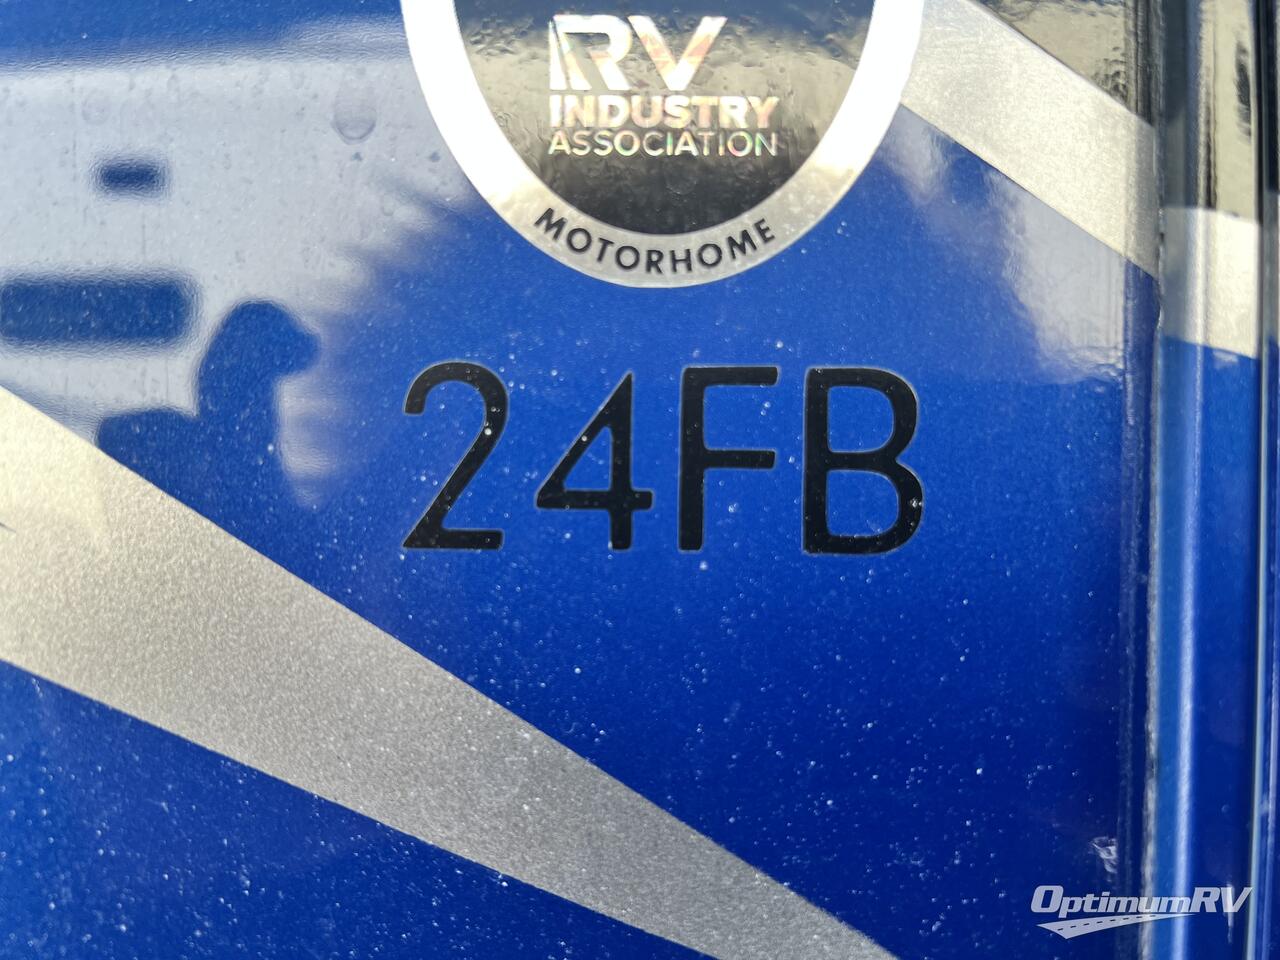 RV
INDUSTRY
ASSOCIATION
MOTORHOME
24FB
OptimumRV